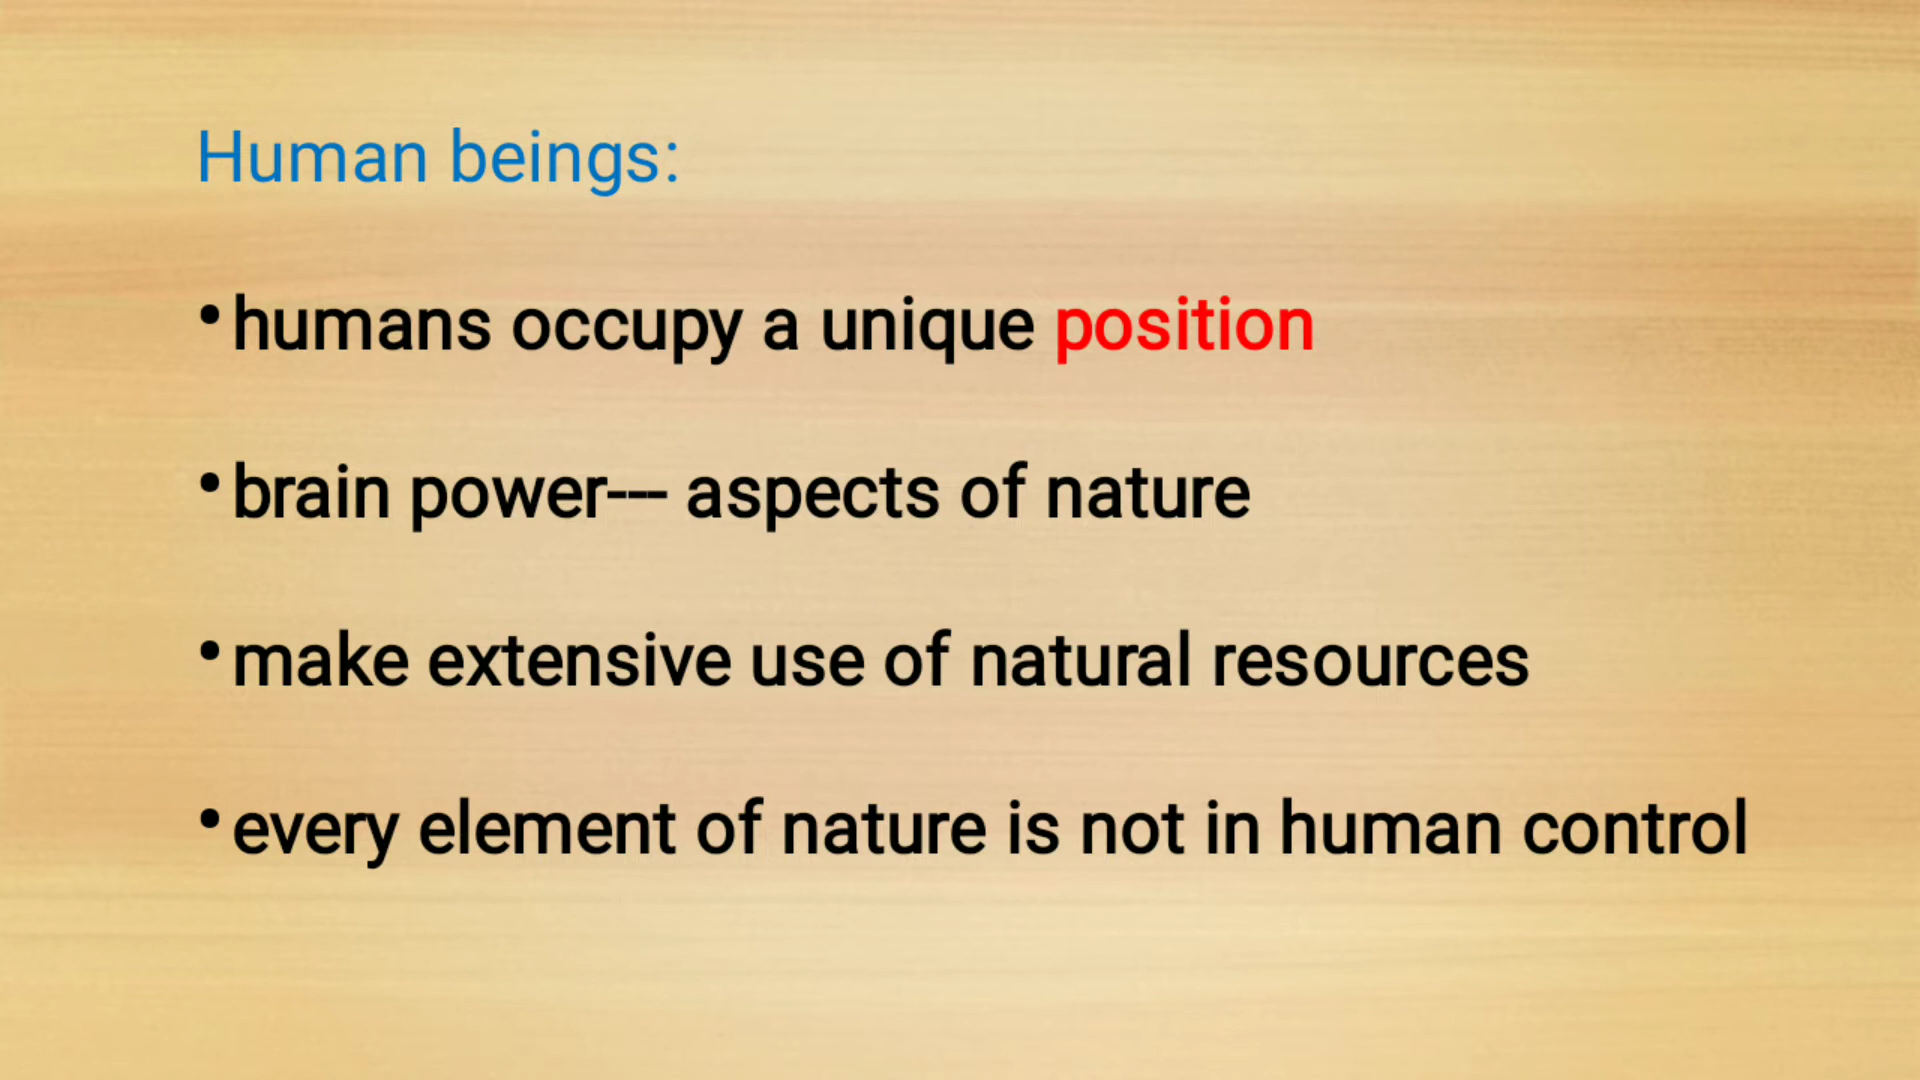 Human beings:
•humans occupy a unique position
•brain power--- aspects of nature
•make extensive use of natural resources
•every element of nature is not in human control